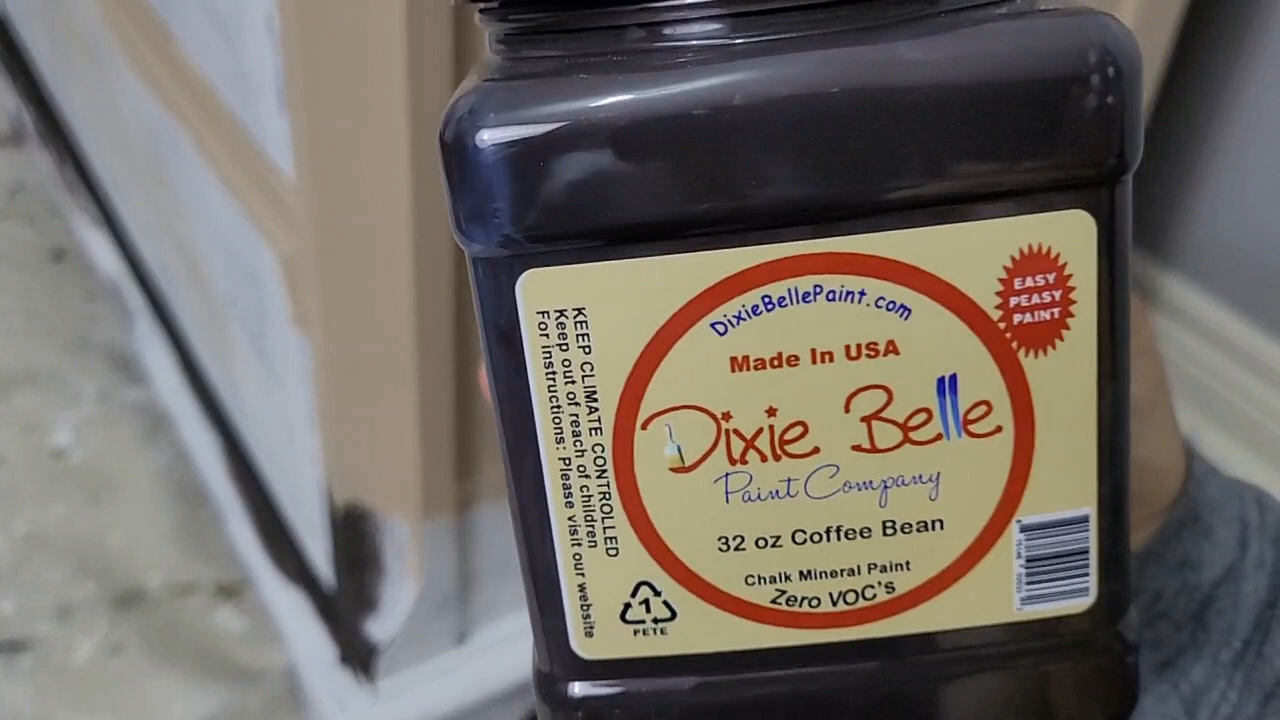 DixieBellePaint.com
Made In USA
Dixie Belle
Paint Company
32 oz Coffee Bean
Chalk Mineral Paint
Zero VOC's
EASY
PEASY
PAINT
KEEP CLIMATE CONTROLLED
Keep out of reach of children
For instructions: Please visit our website
1
PETE